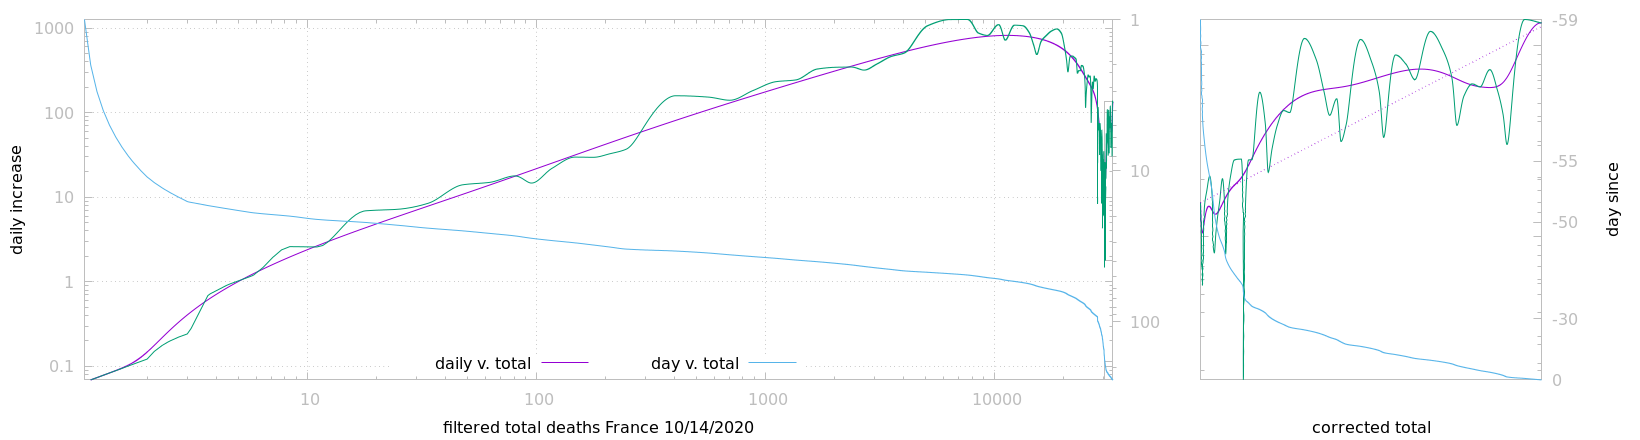 1000
100
10
1
0.1
daily increase
daily v. total
day v. total
10
100
1000
10000
filtered total deaths France 10/14/2020
1
10
100
-59
-55
-50
-30
0
day since
corrected total